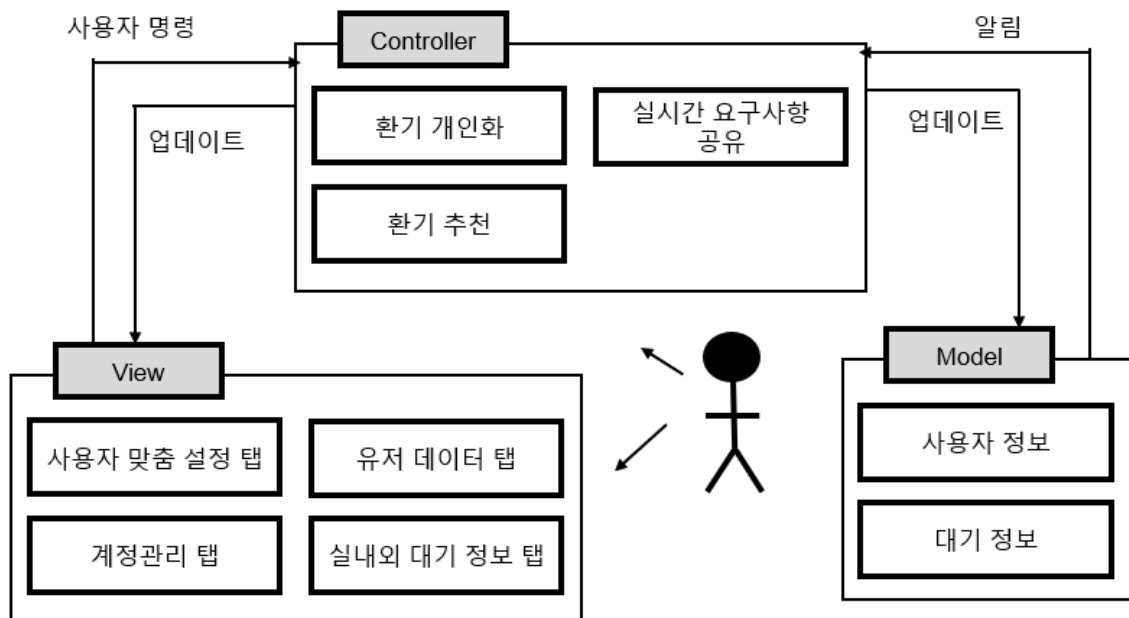 사용자 명령
Controller
알림
환기 개인화
실시간 요구사항
공유
업데이트
업데이트
환기 추천
View
Model
사용자 맞춤 설정 탭
유저 데이터 탭
사용자 정보
계정관리 탭
실내외 대기 정보 탭
대기 정보